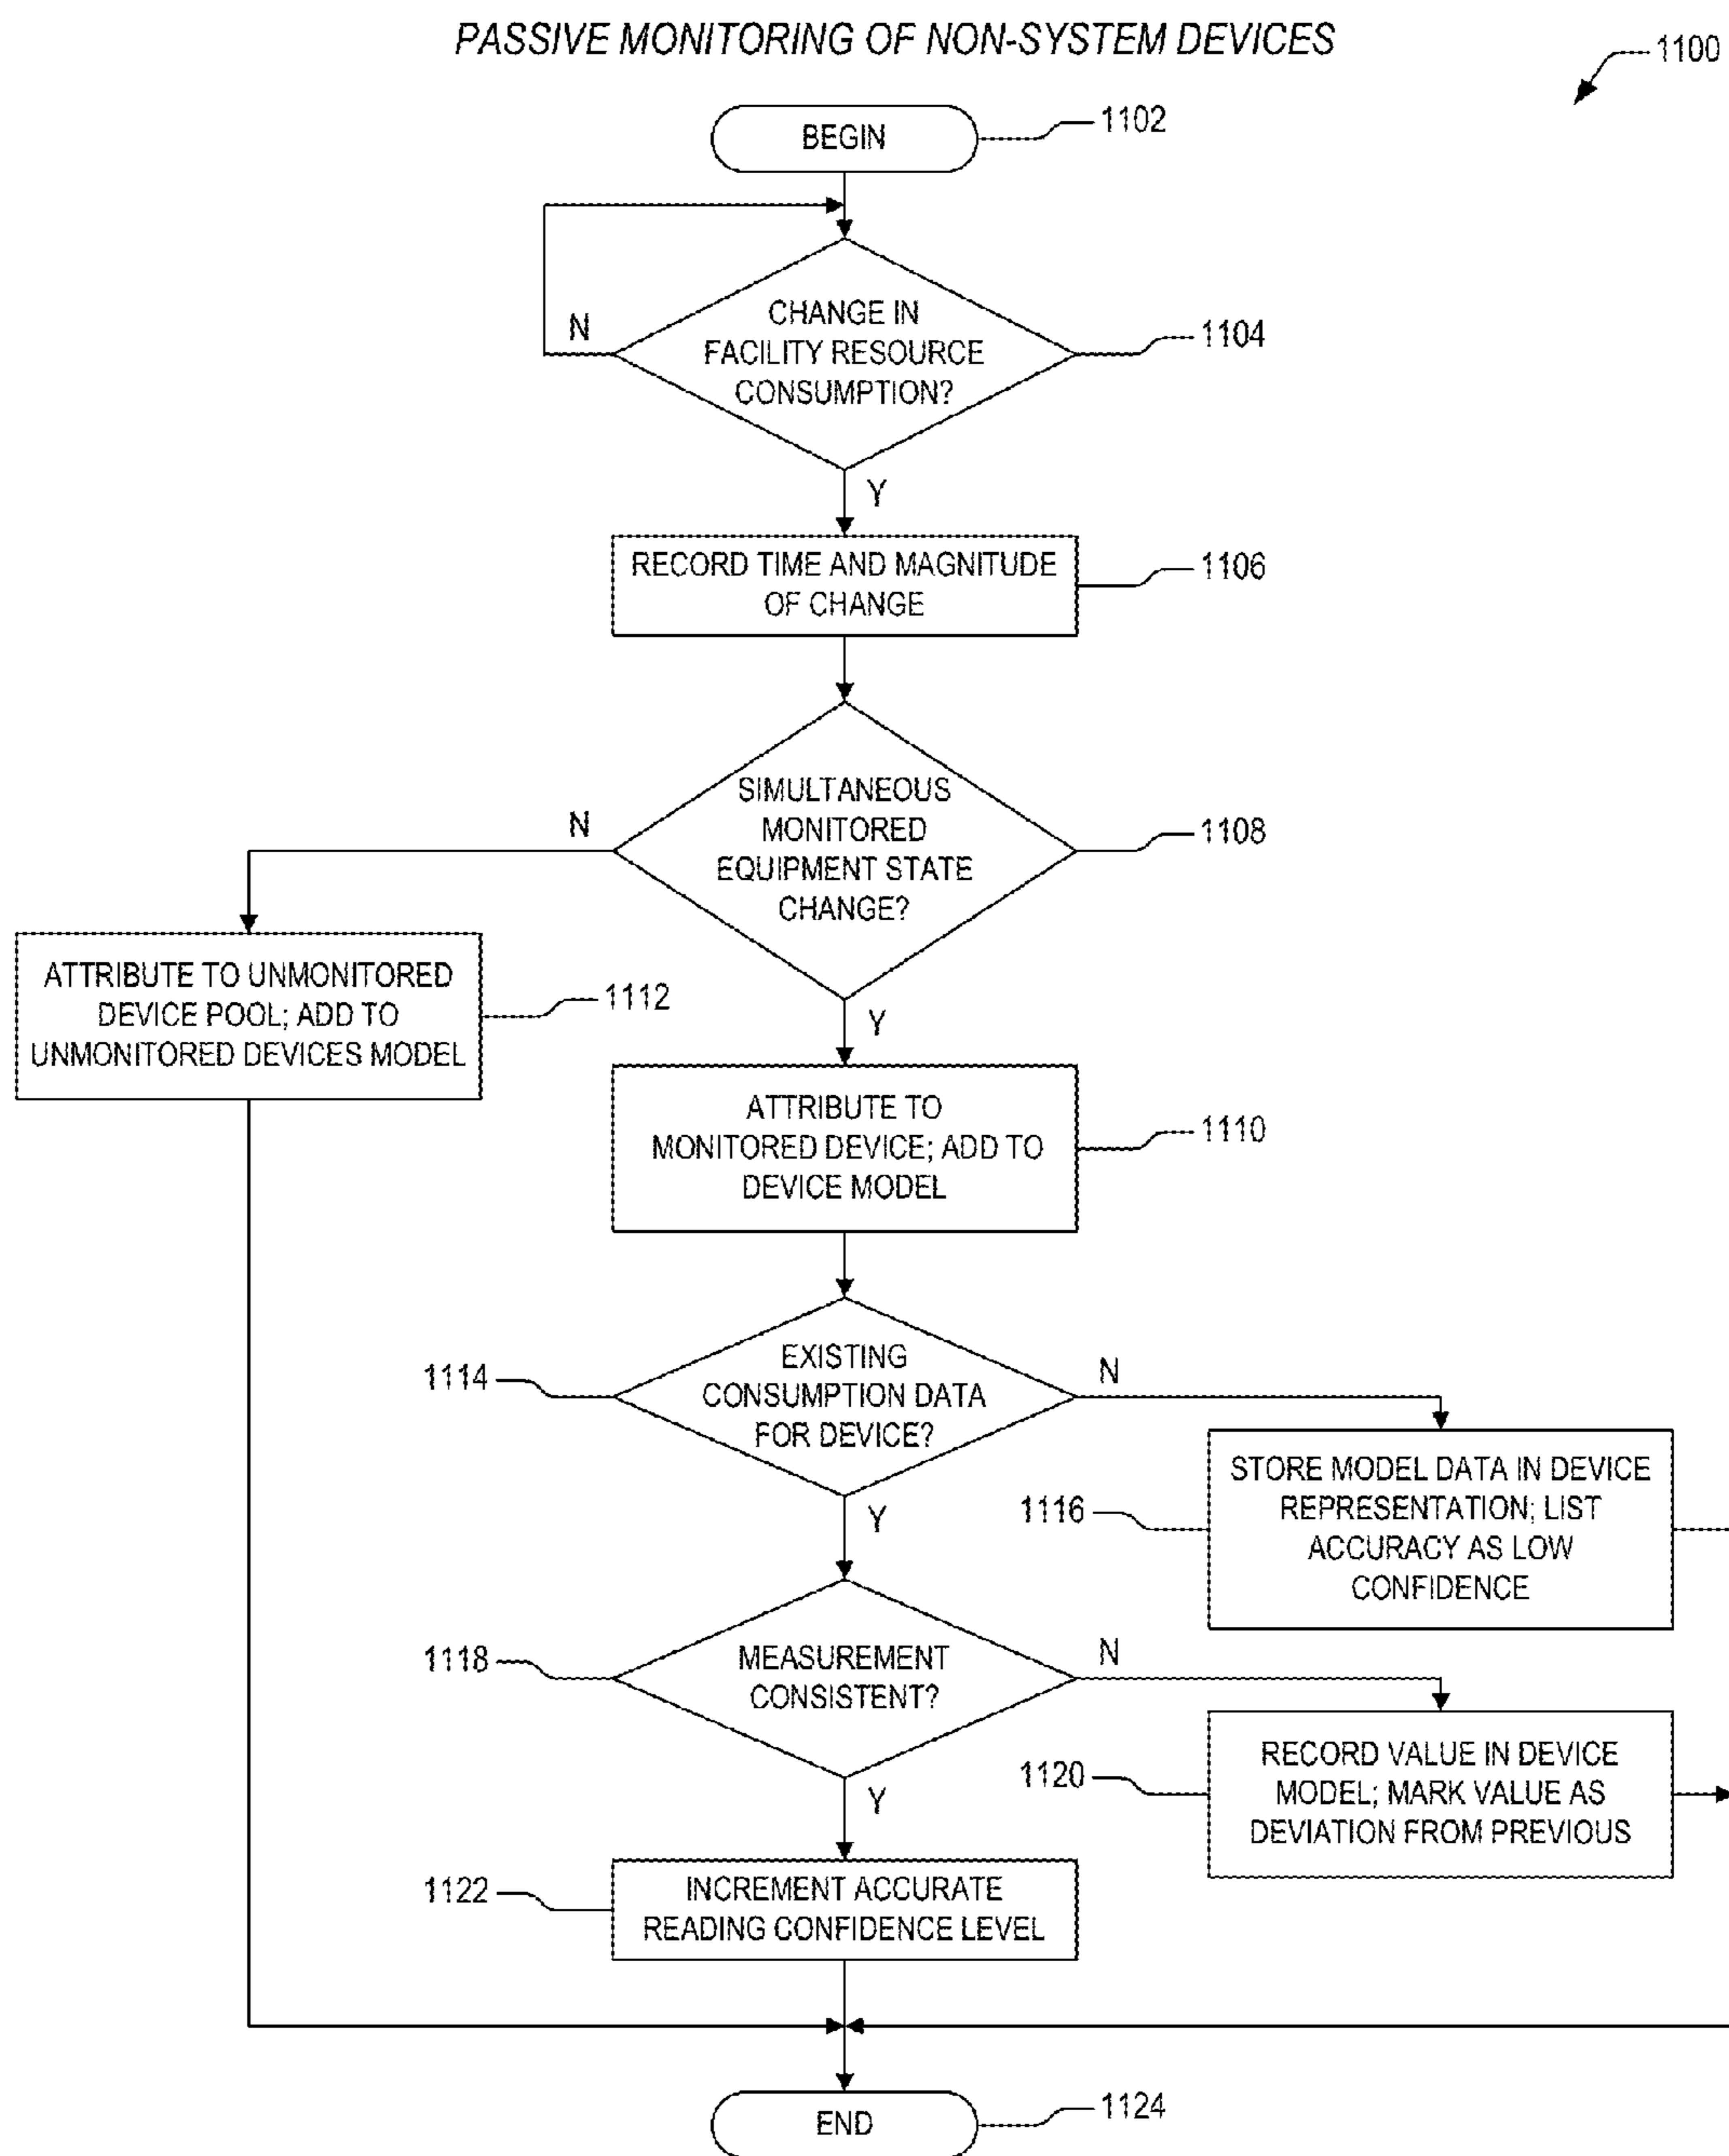 PASSIVE MONITORING OF NON-SYSTEM DEVICES
1100
BEGIN
1102
CHANGE IN
FACILITY RESOURCE
CONSUMPTION?
1104
N
Y
RECORD TIME AND MAGNITUDE
OF CHANGE
1106
SIMULTANEOUS
MONITORED
EQUIPMENT STATE
CHANGE?
1108
N
Y
ATTRIBUTE TO UNMONITORED
DEVICE POOL; ADD TO
UNMONITORED DEVICES MODEL
1112
ATTRIBUTE TO
MONITORED DEVICE; ADD TO
DEVICE MODEL
1110
1114
EXISTING
CONSUMPTION DATA
FOR DEVICE?
N
Y
1116
STORE MODEL DATA IN DEVICE
REPRESENTATION; LIST
ACCURACY AS LOW
CONFIDENCE
1118
MEASUREMENT
CONSISTENT?
N
Y
1120
RECORD VALUE IN DEVICE
MODEL; MARK VALUE AS
DEVIATION FROM PREVIOUS
1122
INCREMENT ACCURATE
READING CONFIDENCE LEVEL
END
1124